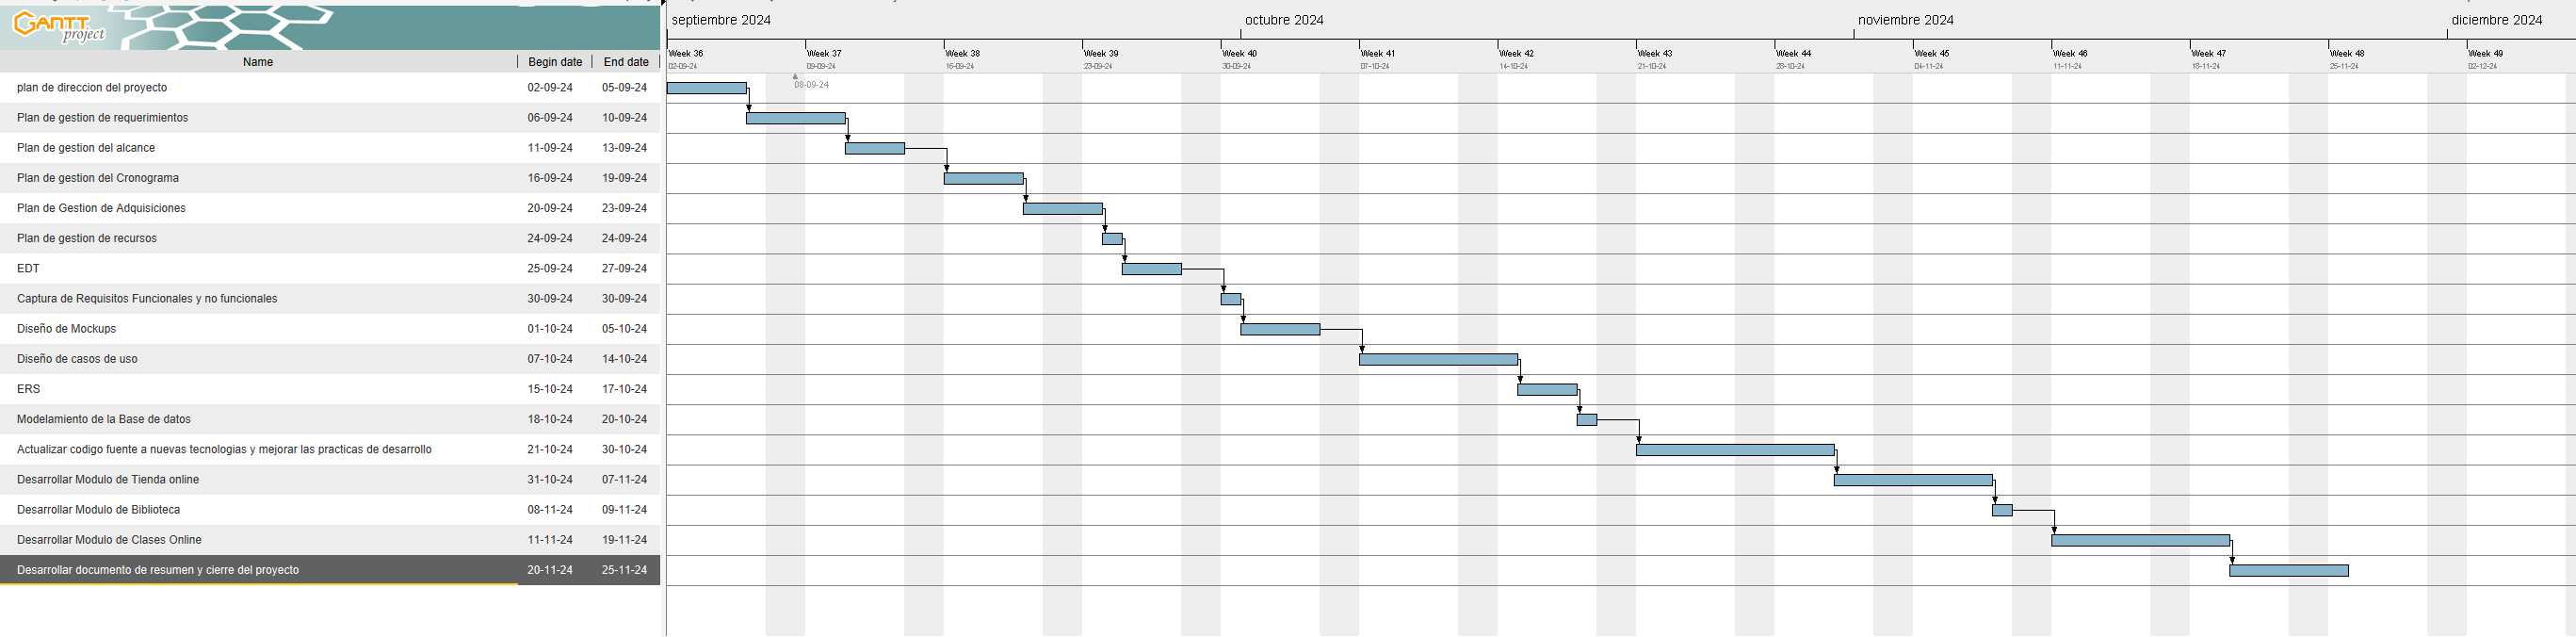 GANTT
project
septiembre 2024 octubre 2024 noviembre 2024 diciembre 2024
Week 36 Week 37 Week 38 Week 39 Week 40 Week 41 Week 42 Week 43 Week 44 Week 45 Week 46 Week 47 Week 48 Week 49
02-09-24 09-09-24 16-09-24 23-09-24 30-09-24 07-10-24 14-10-24 21-10-24 28-10-24 04-11-24 11-11-24 18-11-24 25-11-24 02-12-24
Name Begin date End date
08-09-24
plan de direccion del proyecto 02-09-24 05-09-24
Plan de gestion de requerimientos 06-09-24 10-09-24
Plan de gestion del alcance 11-09-24 13-09-24
Plan de gestion del Cronograma 16-09-24 19-09-24
Plan de Gestion de Adquisiciones 20-09-24 23-09-24
Plan de gestion de recursos 24-09-24 24-09-24
EDT 25-09-24 27-09-24
Captura de Requisitos Funcionales y no funcionales 30-09-24 30-09-24
Diseño de Mockups 01-10-24 05-10-24
Diseño de casos de uso 07-10-24 14-10-24
ERS 15-10-24 17-10-24
Modelamiento de la Base de datos 18-10-24 20-10-24
Actualizar codigo fuente a nuevas tecnologias y mejorar las practicas de desarrollo 21-10-24 30-10-24
Desarrollar Modulo de Tienda online 31-10-24 07-11-24
Desarrollar Modulo de Biblioteca 08-11-24 09-11-24
Desarrollar Modulo de Clases Online 11-11-24 19-11-24
Desarrollar documento de resumen y cierre del proyecto 20-11-24 25-11-24